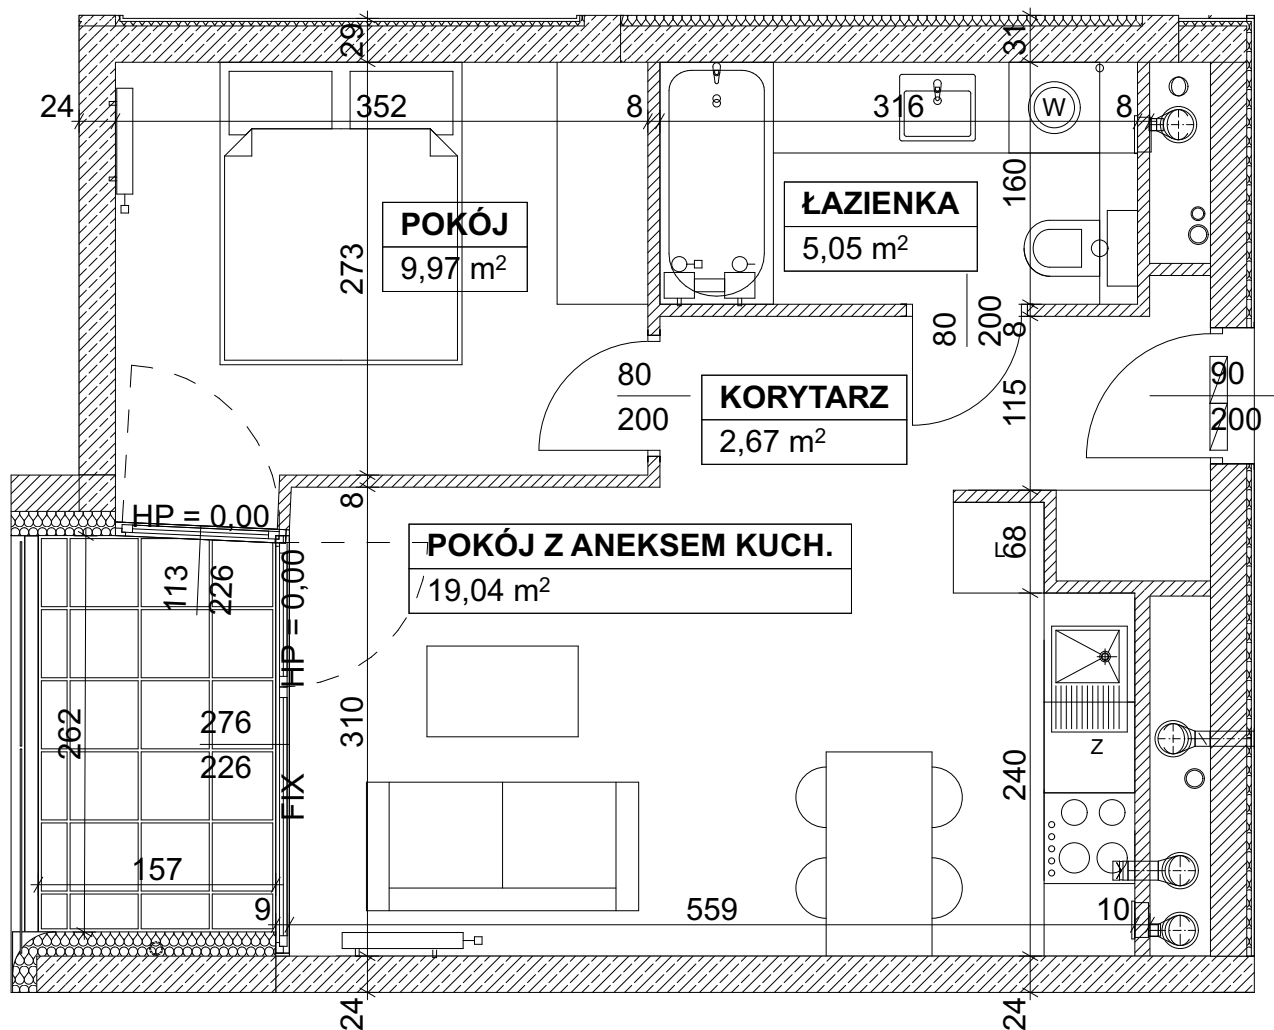 29
31
24
352
8
316
W
8
160
POKÓJ
9,97 m²
ŁAZIENKA
5,05 m²
273
80
200
8
80
200
KORYTARZ
2,67 m²
115
90
200
8
HP = 0,00
113
226
HP = 0,00
POKÓJ Z ANEKSEM KUCH.
19,04 m²
L
68
262
276
226
310
FIX
Z
240
157
9
559
10
24
24